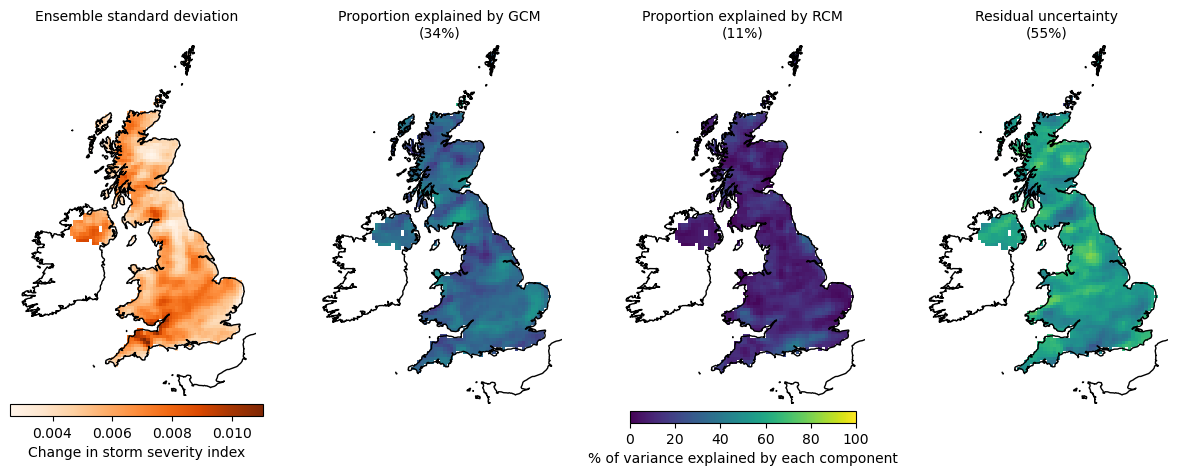 Ensemble standard deviation
Proportion explained by GCM
(34%)
Proportion explained by RCM
(11%)
Residual uncertainty
(55%)
0.004 0.006 0.008 0.010
Change in storm severity index
0 20 40 60 80 100
% of variance explained by each component